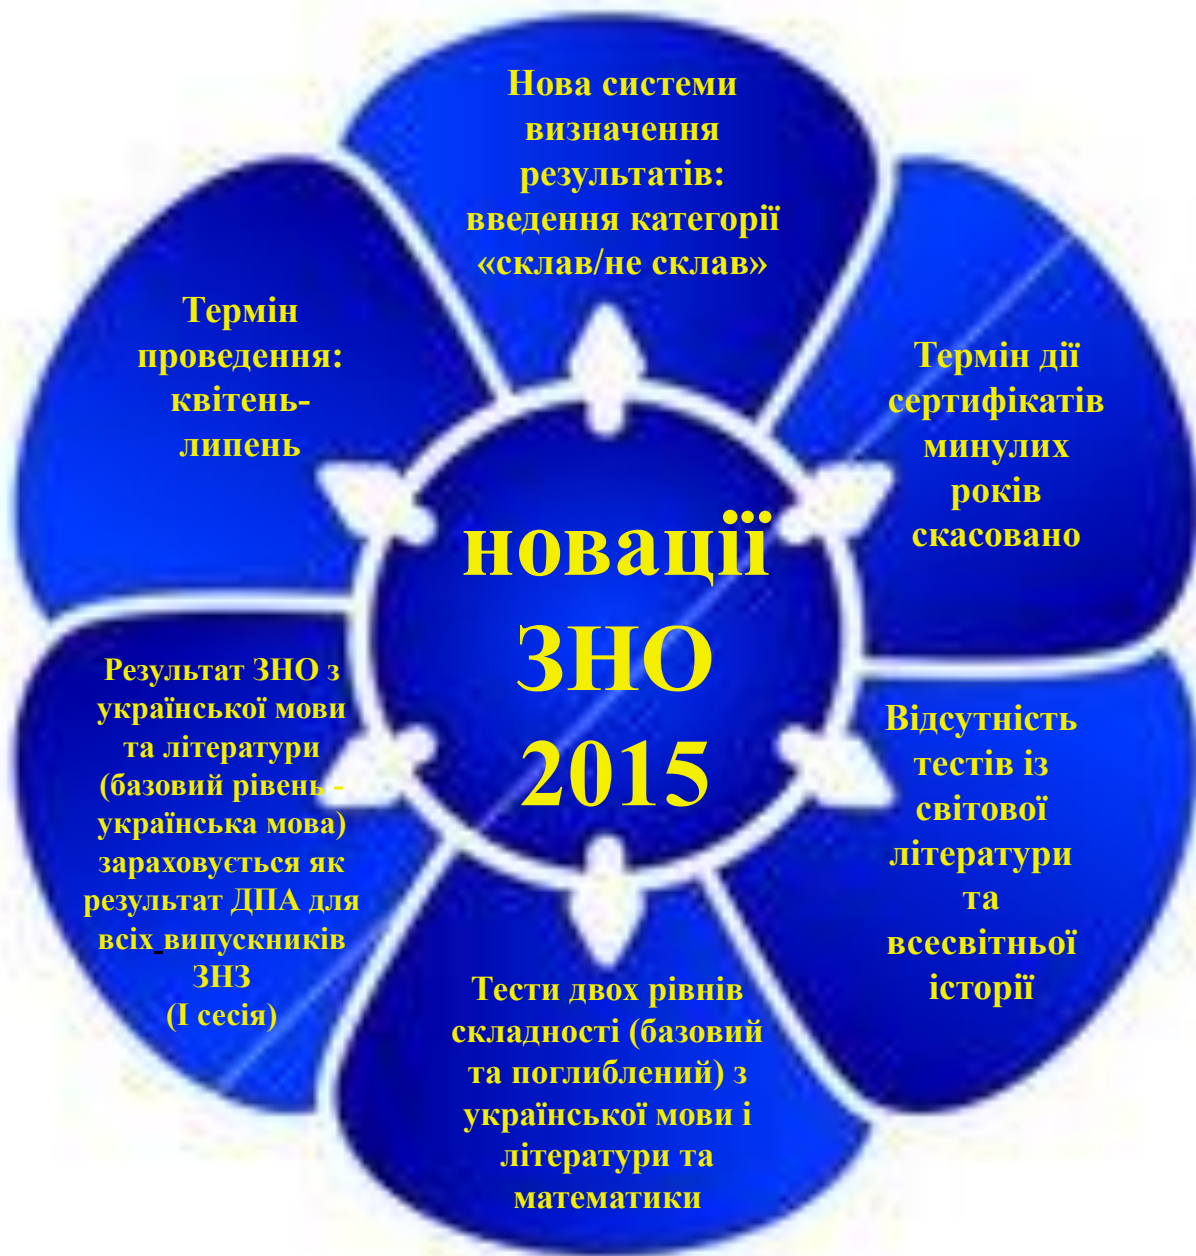 Нова системи
визначення
результатів:
введення категорії
«склав/не склав»
Термін дії
сертифікатів
минулих
років
скасовано
Відсутність
тестів із
світової
літератури
та
всесвітньої
історії
Тести двох рівнів
складності (базовий
та поглиблений) з
української мови і
літератури та
математики
Результат ЗНО з
української мови
та літератури
(базовий рівень -
українська мова)
зараховується як
результат ДПА для
всіх випускників
ЗНЗ
(І сесія)
Термін
проведення:
квітень-
липень
новації
ЗНО
2015